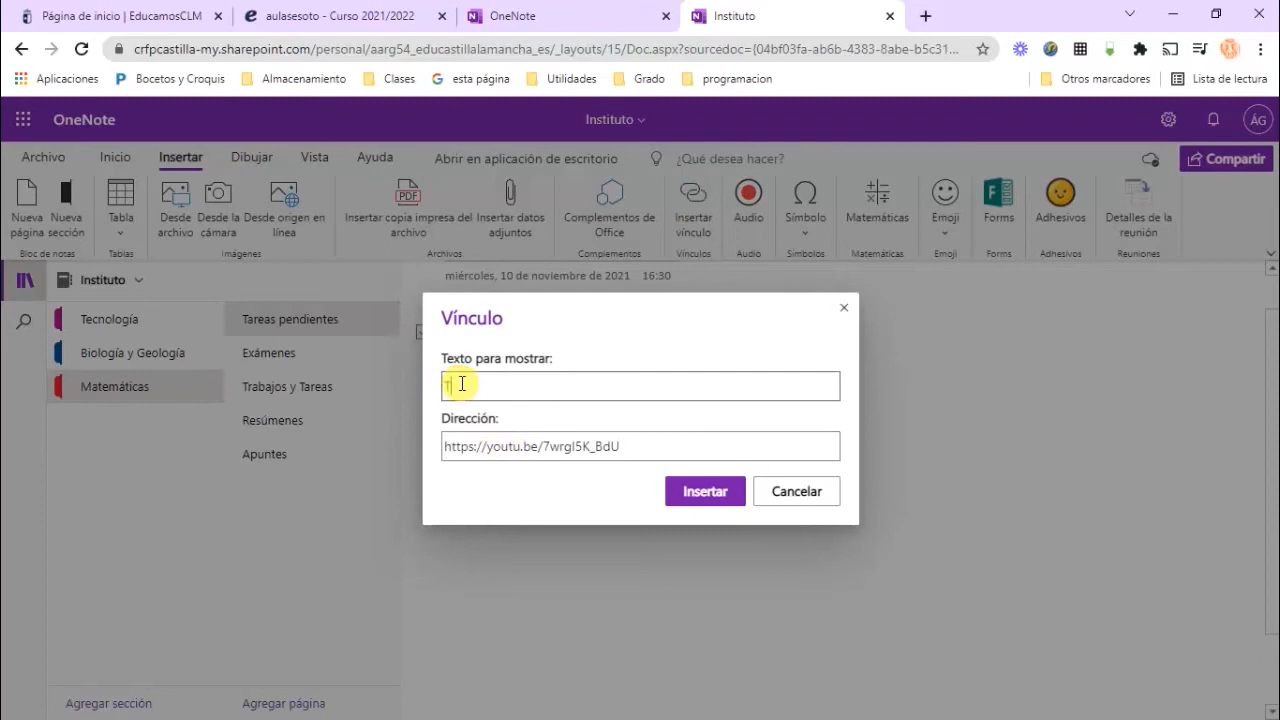 Página de inicio | EducamosCLM
aulasesoto - Curso 2021/2022
OneNote
Instituto
crfpcastilla-my.sharepoint.com/personal/aarg54_educastillalamancha_es/_layouts/15/Doc.aspx?sourcedoc={04bf03fa-ab6b-4383-8abe-b5c31...
Aplicaciones
Bocetos y Croquis
Almacenamiento
Clases
esta página
Utilidades
Grado
programacion
Otros marcadores
Lista de lectura
OneNote
Instituto
ÁG
Archivo
Inicio
Insertar
Dibujar
Vista
Ayuda
Abrir en aplicación de escritorio
¿Qué desea hacer?
Compartir
Nueva página
Nueva sección
Tabla
Desde archivo
Desde la cámara
Desde origen en línea
PDF
Insertar copia impresa del archivo
Insertar datos adjuntos
Complementos de Office
Insertar vínculo
Audio
Símbolo
Matemáticas
Emoji
Forms
Adhesivos
Detalles de la reunión
Bloc de notas
Tablas
Imágenes
Archivos
Complementos
Vínculos
Audio
Símbolos
Matemáticas
Emoji
Forms
Adhesivos
Reuniones
Instituto
Tecnología
Biología y Geología
Matemáticas
Tareas pendientes
Exámenes
Trabajos y Tareas
Resúmenes
Apuntes
Agregar sección
Agregar página
miércoles, 10 de noviembre de 2021 16:30
Vínculo
Texto para mostrar:
T
Dirección:
https://youtu.be/7wrgI5K_BdU
Insertar
Cancelar